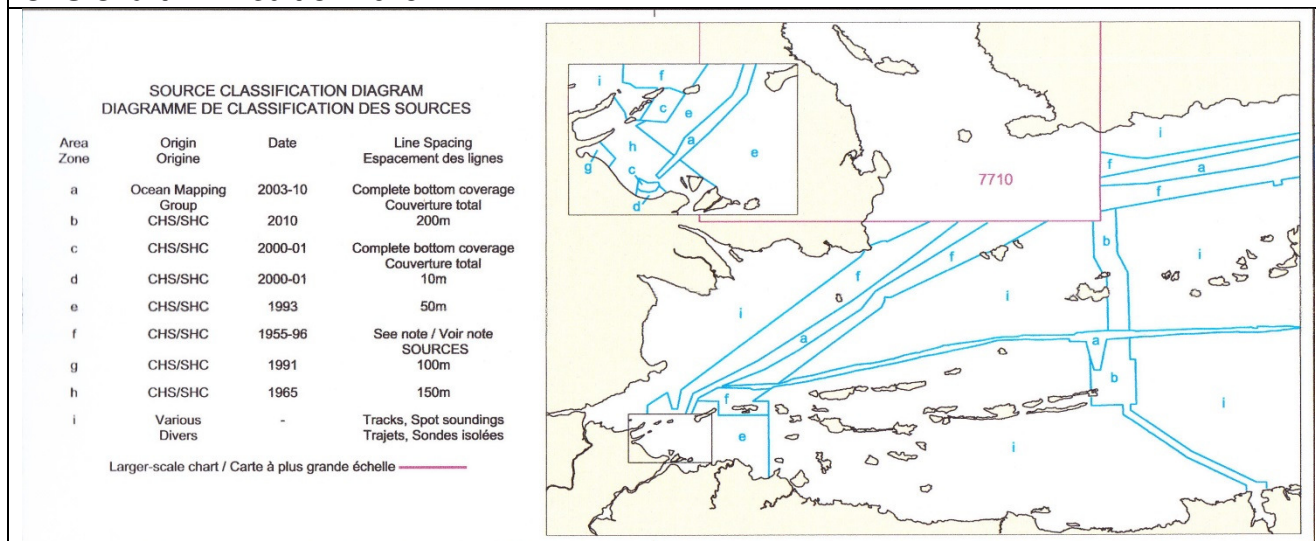 SOURCE CLASSIFICATION DIAGRAM
DIAGRAMME DE CLASSIFICATION DES SOURCES
Area Origin Date Line Spacing
Zone Origine Espacement des lignes
a Ocean Mapping 2003-10 Complete bottom coverage
Group Couverture total
b CHS/SHC 2010 200m
c CHS/SHC 2000-01 Complete bottom coverage
Couverture total
d CHS/SHC 2000-01 10m
e CHS/SHC 1993 50m
f CHS/SHC 1955-96 See note / Voir note
SOURCES
g CHS/SHC 1991 100m
h CHS/SHC 1965 150m
i Various - Tracks, Spot soundings
Divers Trajets, Sondes isolées
Larger-scale chart / Carte à plus grande échelle
i f
c e
h a e
g
c
d
7710
i
f a
f
b i
f f
i i
a
a
b
f
e i
i